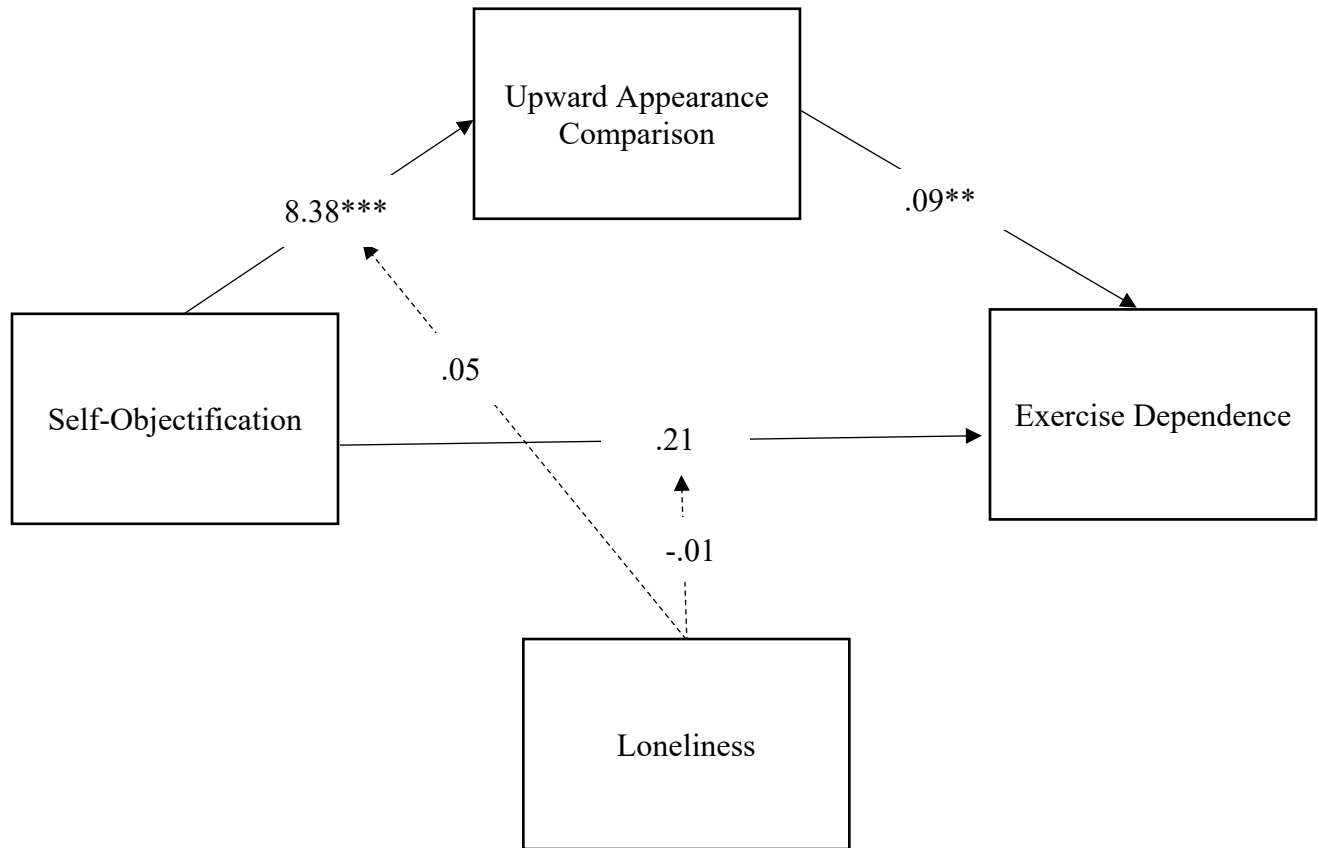 Upward Appearance
Comparison
8.38***
.09**
.05
Self-Objectification
.21
Exercise Dependence
-.01
Loneliness